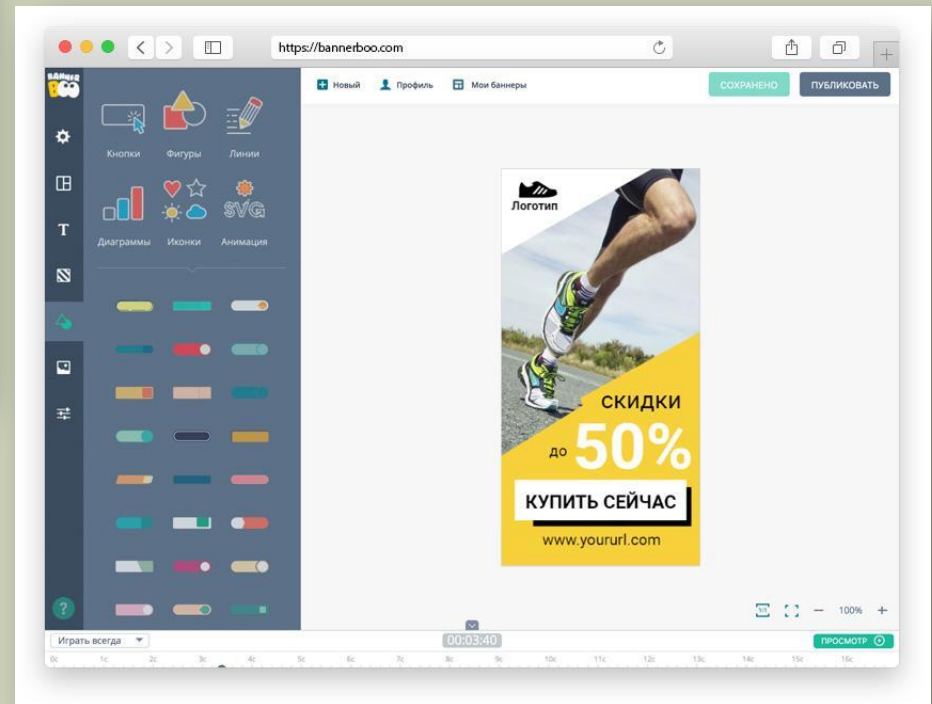 https://bannerboo.com
BANNER
BOO
Новый Профиль Мои баннеры
СОХРАНЕНО ПУБЛИКОВАТЬ
Кнопки Фигуры Линии
SVG
Диаграммы Иконки Анимация
T
Логотип
СКИДКИ
ДО 50%
КУПИТЬ СЕЙЧАС
www.yoururl.com
?
100%
Играть всегда
00:03:40
ПРОСМОТР
0с 1с 2с 3с 4с 5с 6с 7с 8с 9с 10с 11с 12с 13с 14с 15с 16с